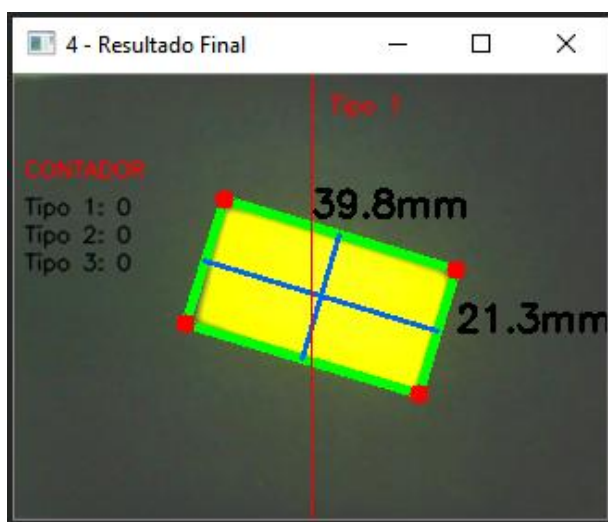 4 - Resultado Final
Tipo 1
CONTADOR
Tipo 1: 0
Tipo 2: 0
Tipo 3: 0
39.8mm
21.3mm